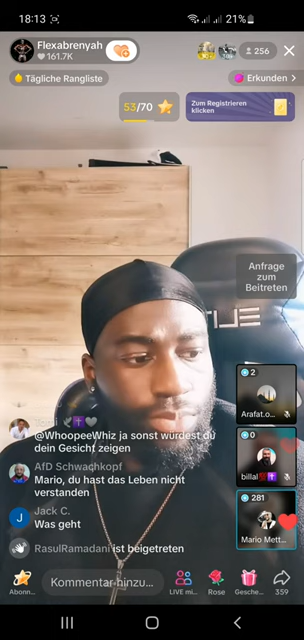 18:13
21%
Flexabrenyah
161.7K
256
Tägliche Rangliste
Erkunden >
53/70
Zum Registrieren
klicken
Anfrage
zum
Beitreten
2
Arafat.o...
@WhoopeeWhiz ja sonst würdest du
dein Gesicht zeigen
0
billal
AfD Schwachkopf
Mario, du hast das Leben nicht
verstanden
281
Mario Mett...
J
Jack C.
Was geht
RasulRamadani ist beigetreten
Abonn...
Kommentar hinzu...
LIVE mi...
Rose
Gesche...
359